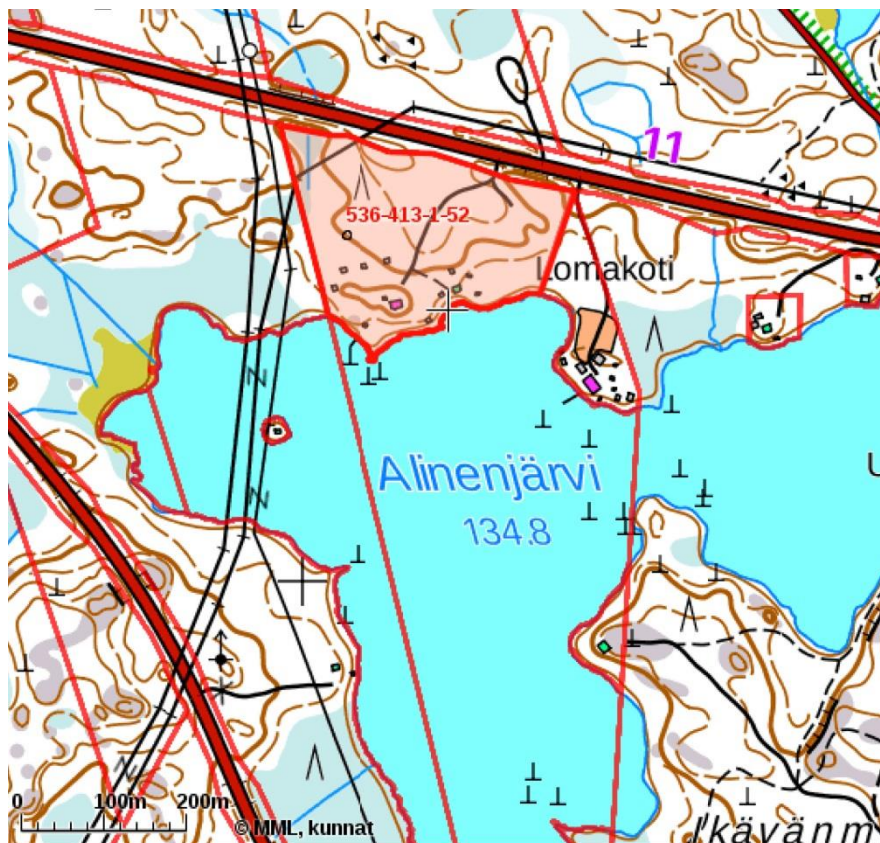 11
536-413-1-52
Lomakoti
Alinenjärvi
134.8
U
0 100m 200m
© MML, kunnat
Ikävänm